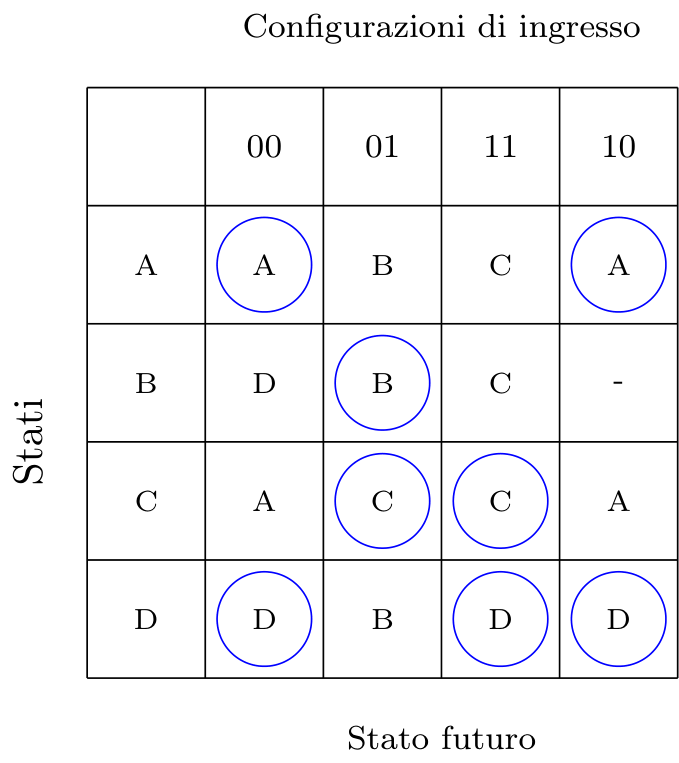 Configurazioni di ingresso
00 01 11 10
A A B C A
B D B C -
Stati
C A C C A
D D B D D
Stato futuro